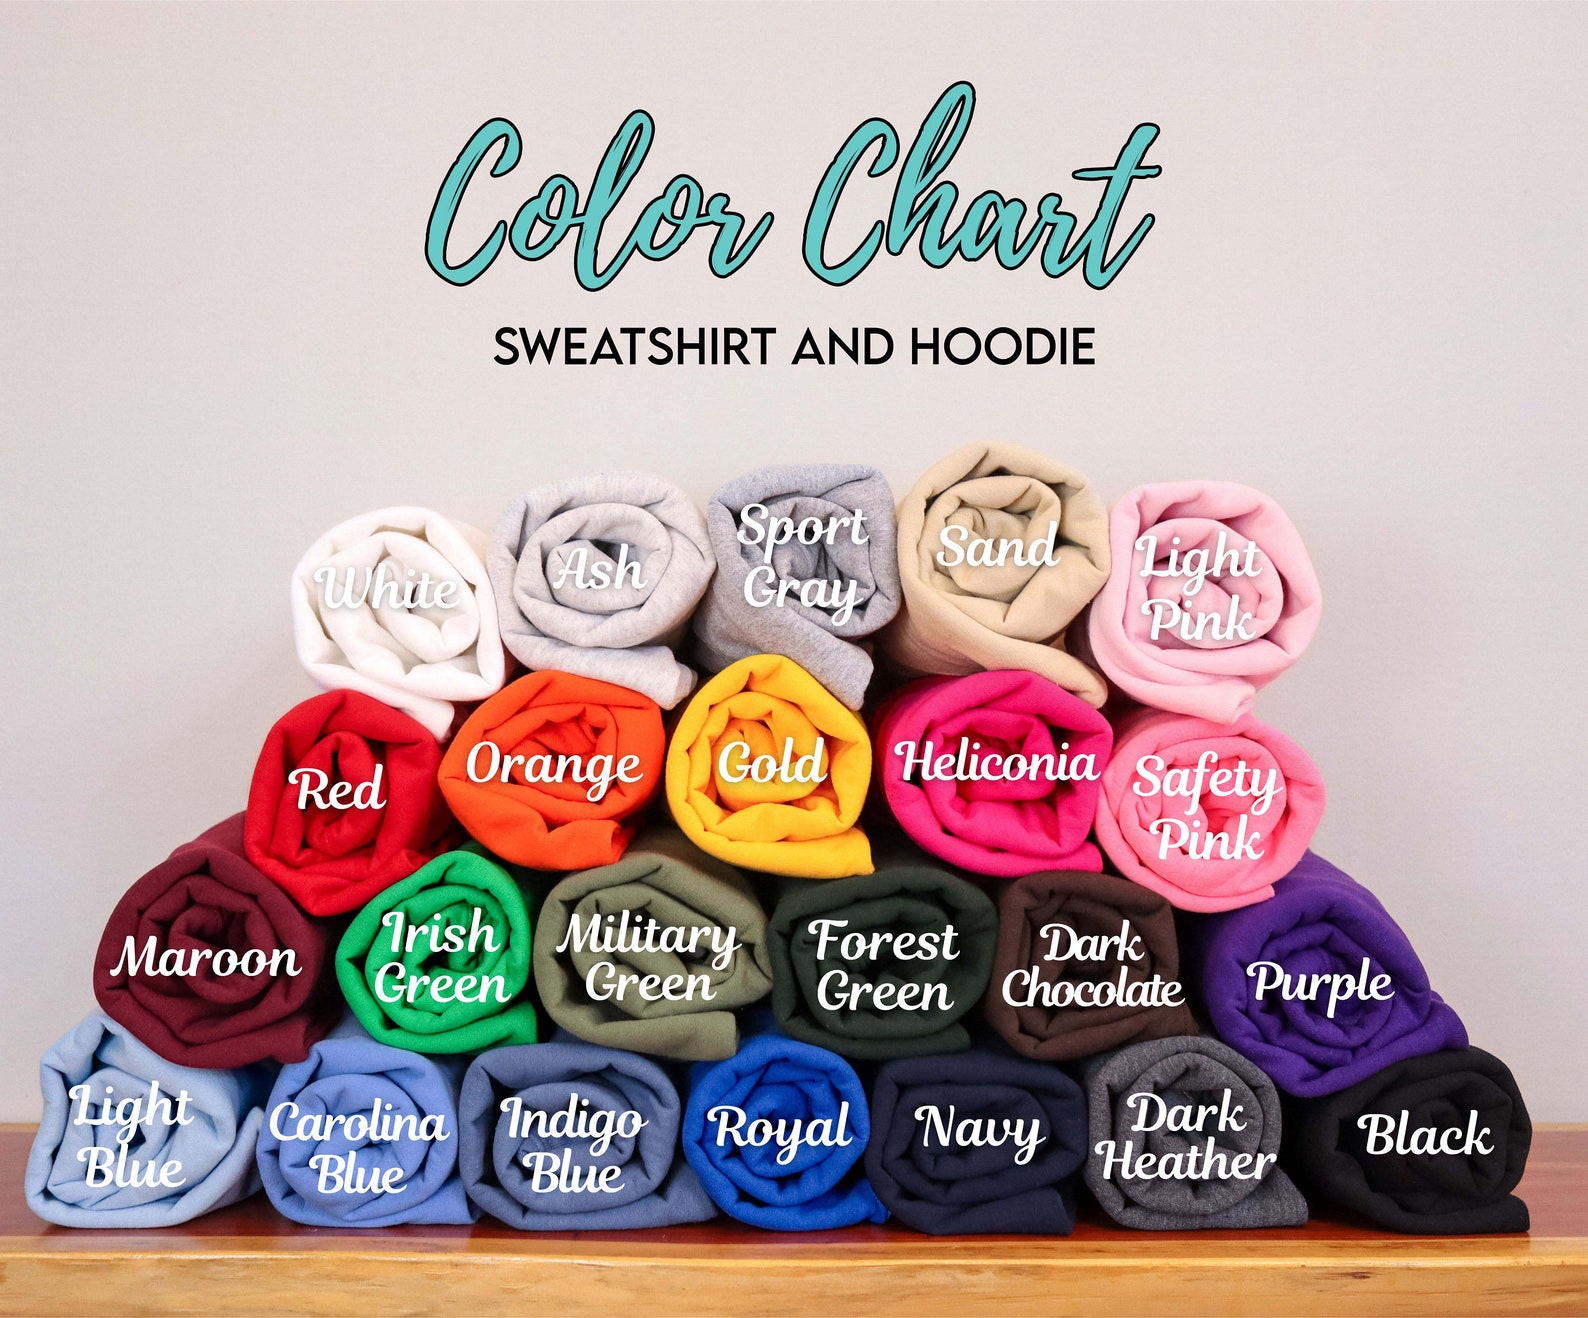 Color Chart
SWEATSHIRT AND HOODIE
White
Ash
Sport
Gray
Sand
Light
Pink
Red
Orange
Gold
Heliconia
Safety
Pink
Maroon
Irish
Green
Military
Green
Forest
Green
Dark
Chocolate
Purple
Light
Blue
Carolina
Blue
Indigo
Blue
Royal
Navy
Dark
Heather
Black